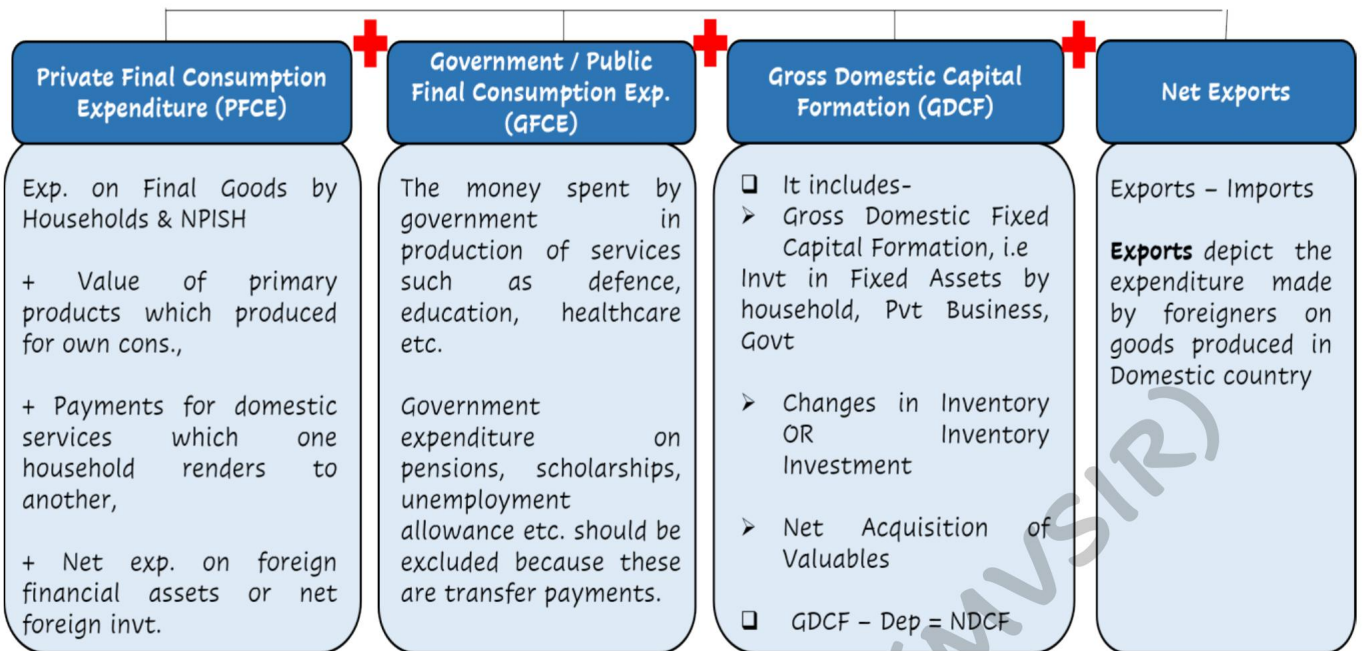 Private Final Consumption
Expenditure (PFCE)
Exp. on Final Goods by
Households & NPISH
+ Value of primary
products which produced
for own cons.,
+ Payments for domestic
services which one
household renders to
another,
+ Net exp. on foreign
financial assets or net
foreign invt.
Government / Public
Final Consumption Exp.
(GFCE)
The money spent by
government in
production of services
such as defence,
education, healthcare
etc.
Government
expenditure on
pensions, scholarships,
unemployment
allowance etc. should be
excluded because these
are transfer payments.
Gross Domestic Capital
Formation (GDCF)
❑ It includes-
➢ Gross Domestic Fixed
Capital Formation, i.e
Invt in Fixed Assets by
household, Pvt Business,
Govt
➢ Changes in Inventory
OR Inventory
Investment
➢ Net Acquisition of
Valuables
❑ GDCF – Dep = NDCF
Net Exports
Exports – Imports
Exports depict the
expenditure made
by foreigners on
goods produced in
Domestic country
MVSIR)